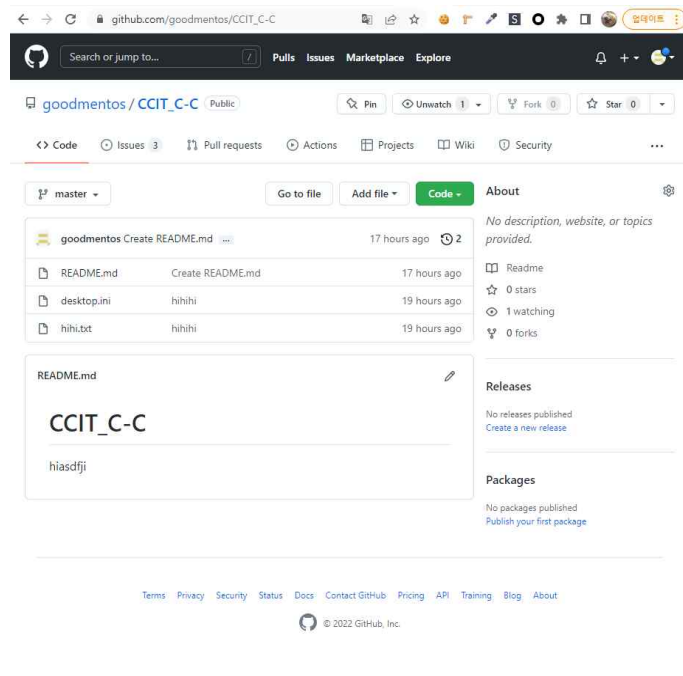 github.com/goodmentos/CCIT_C-C
업데이트
Search or jump to... / Pulls Issues Marketplace Explore
goodmentos / CCIT_C-C Public
Pin Unwatch 1 Fork 0 Star 0
Code Issues 3 Pull requests Actions Projects Wiki Security ...
master Go to file Add file Code
goodmentos Create README.md ... 17 hours ago 2
README.md Create README.md 17 hours ago
desktop.ini hihihi 19 hours ago
hihi.txt hihihi 19 hours ago
README.md
CCIT_C-C
hiasdfji
About
No description, website, or topics
provided.
Readme
0 stars
1 watching
0 forks
Releases
No releases published
Create a new release
Packages
No packages published
Publish your first package
Terms Privacy Security Status Docs Contact GitHub Pricing API Training Blog About
© 2022 GitHub, Inc.